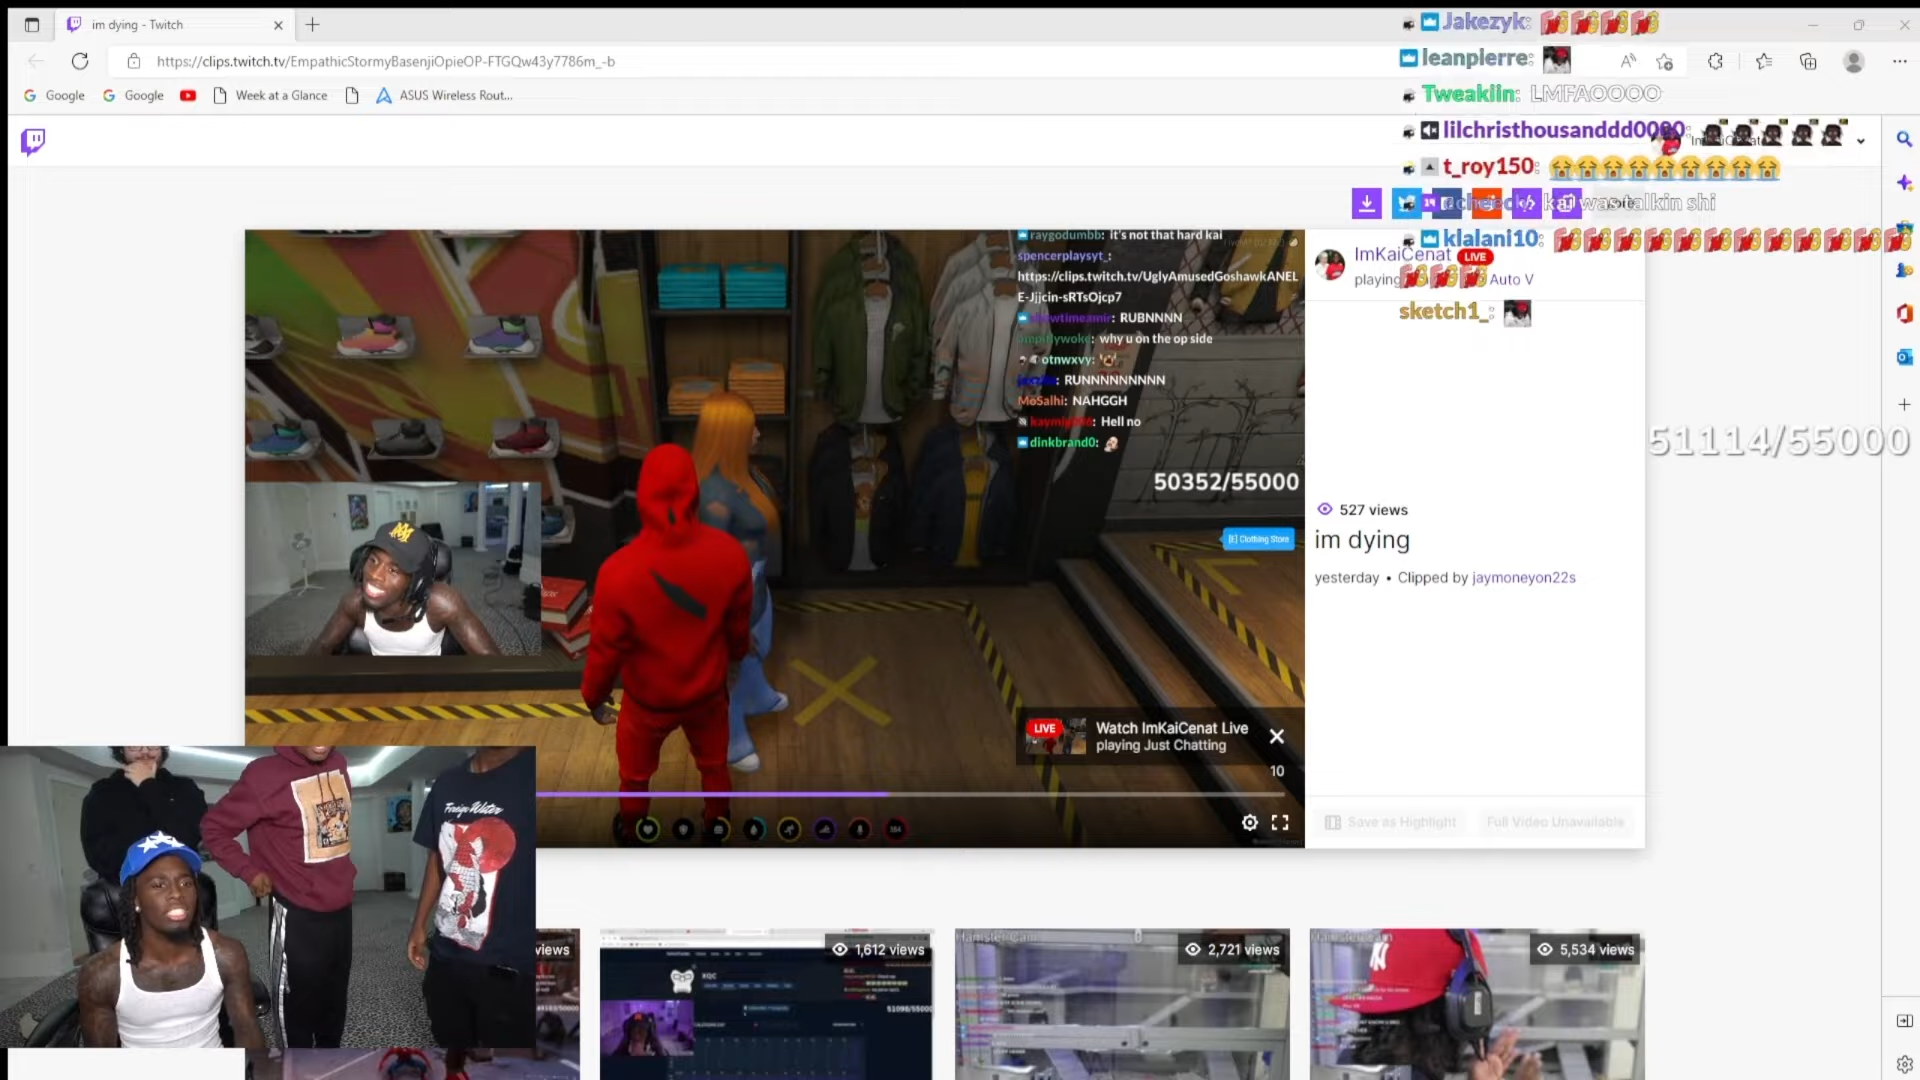 im dying - Twitch
https://clips.twitch.tv/EmpathicStormyBasenjiOpieOP-FTGQw43y7786m_-b
Google
Google
Week at a Glance
ASUS Wireless Rout...
Jakezyk:
leanpierre:
Tweakiin: LMFAOOOO
lilchristhousanddd0000:
t_roy150:
kai was talkin shi
klalani10:
sketch1_:
ImKaiCenat LIVE
playing Auto V
51114/55000
raygodumbb: it's not that hard kai
spencerplaysyt_:
https://clips.twitch.tv/UglyAmusedGoshawkANEL
E-Jjcin-sRTsOjcp7
RUBNNNN
why u on the op side
otnwxvy:
: RUNNNNNNNNN
MoSalhi: NAHGGH
Hell no
dinkbrand0:
50352/55000
[E] Clothing Store
527 views
im dying
yesterday • Clipped by jaymoneyon22s
LIVE
Watch ImKaiCenat Live
playing Just Chatting
10
Save as Highlight
Full Video Unavailable
views
1,612 views
2,721 views
5,534 views
XQC
Hamster Cam